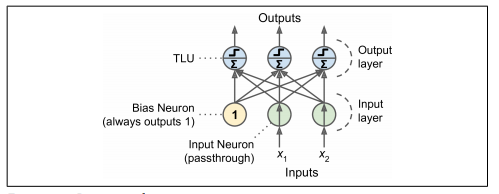 Outputs
TLU
Σ
Σ
Σ
Output
layer
Bias Neuron
(always outputs 1)
1
Input
layer
Input Neuron
(passthrough)
x1
x2
Inputs